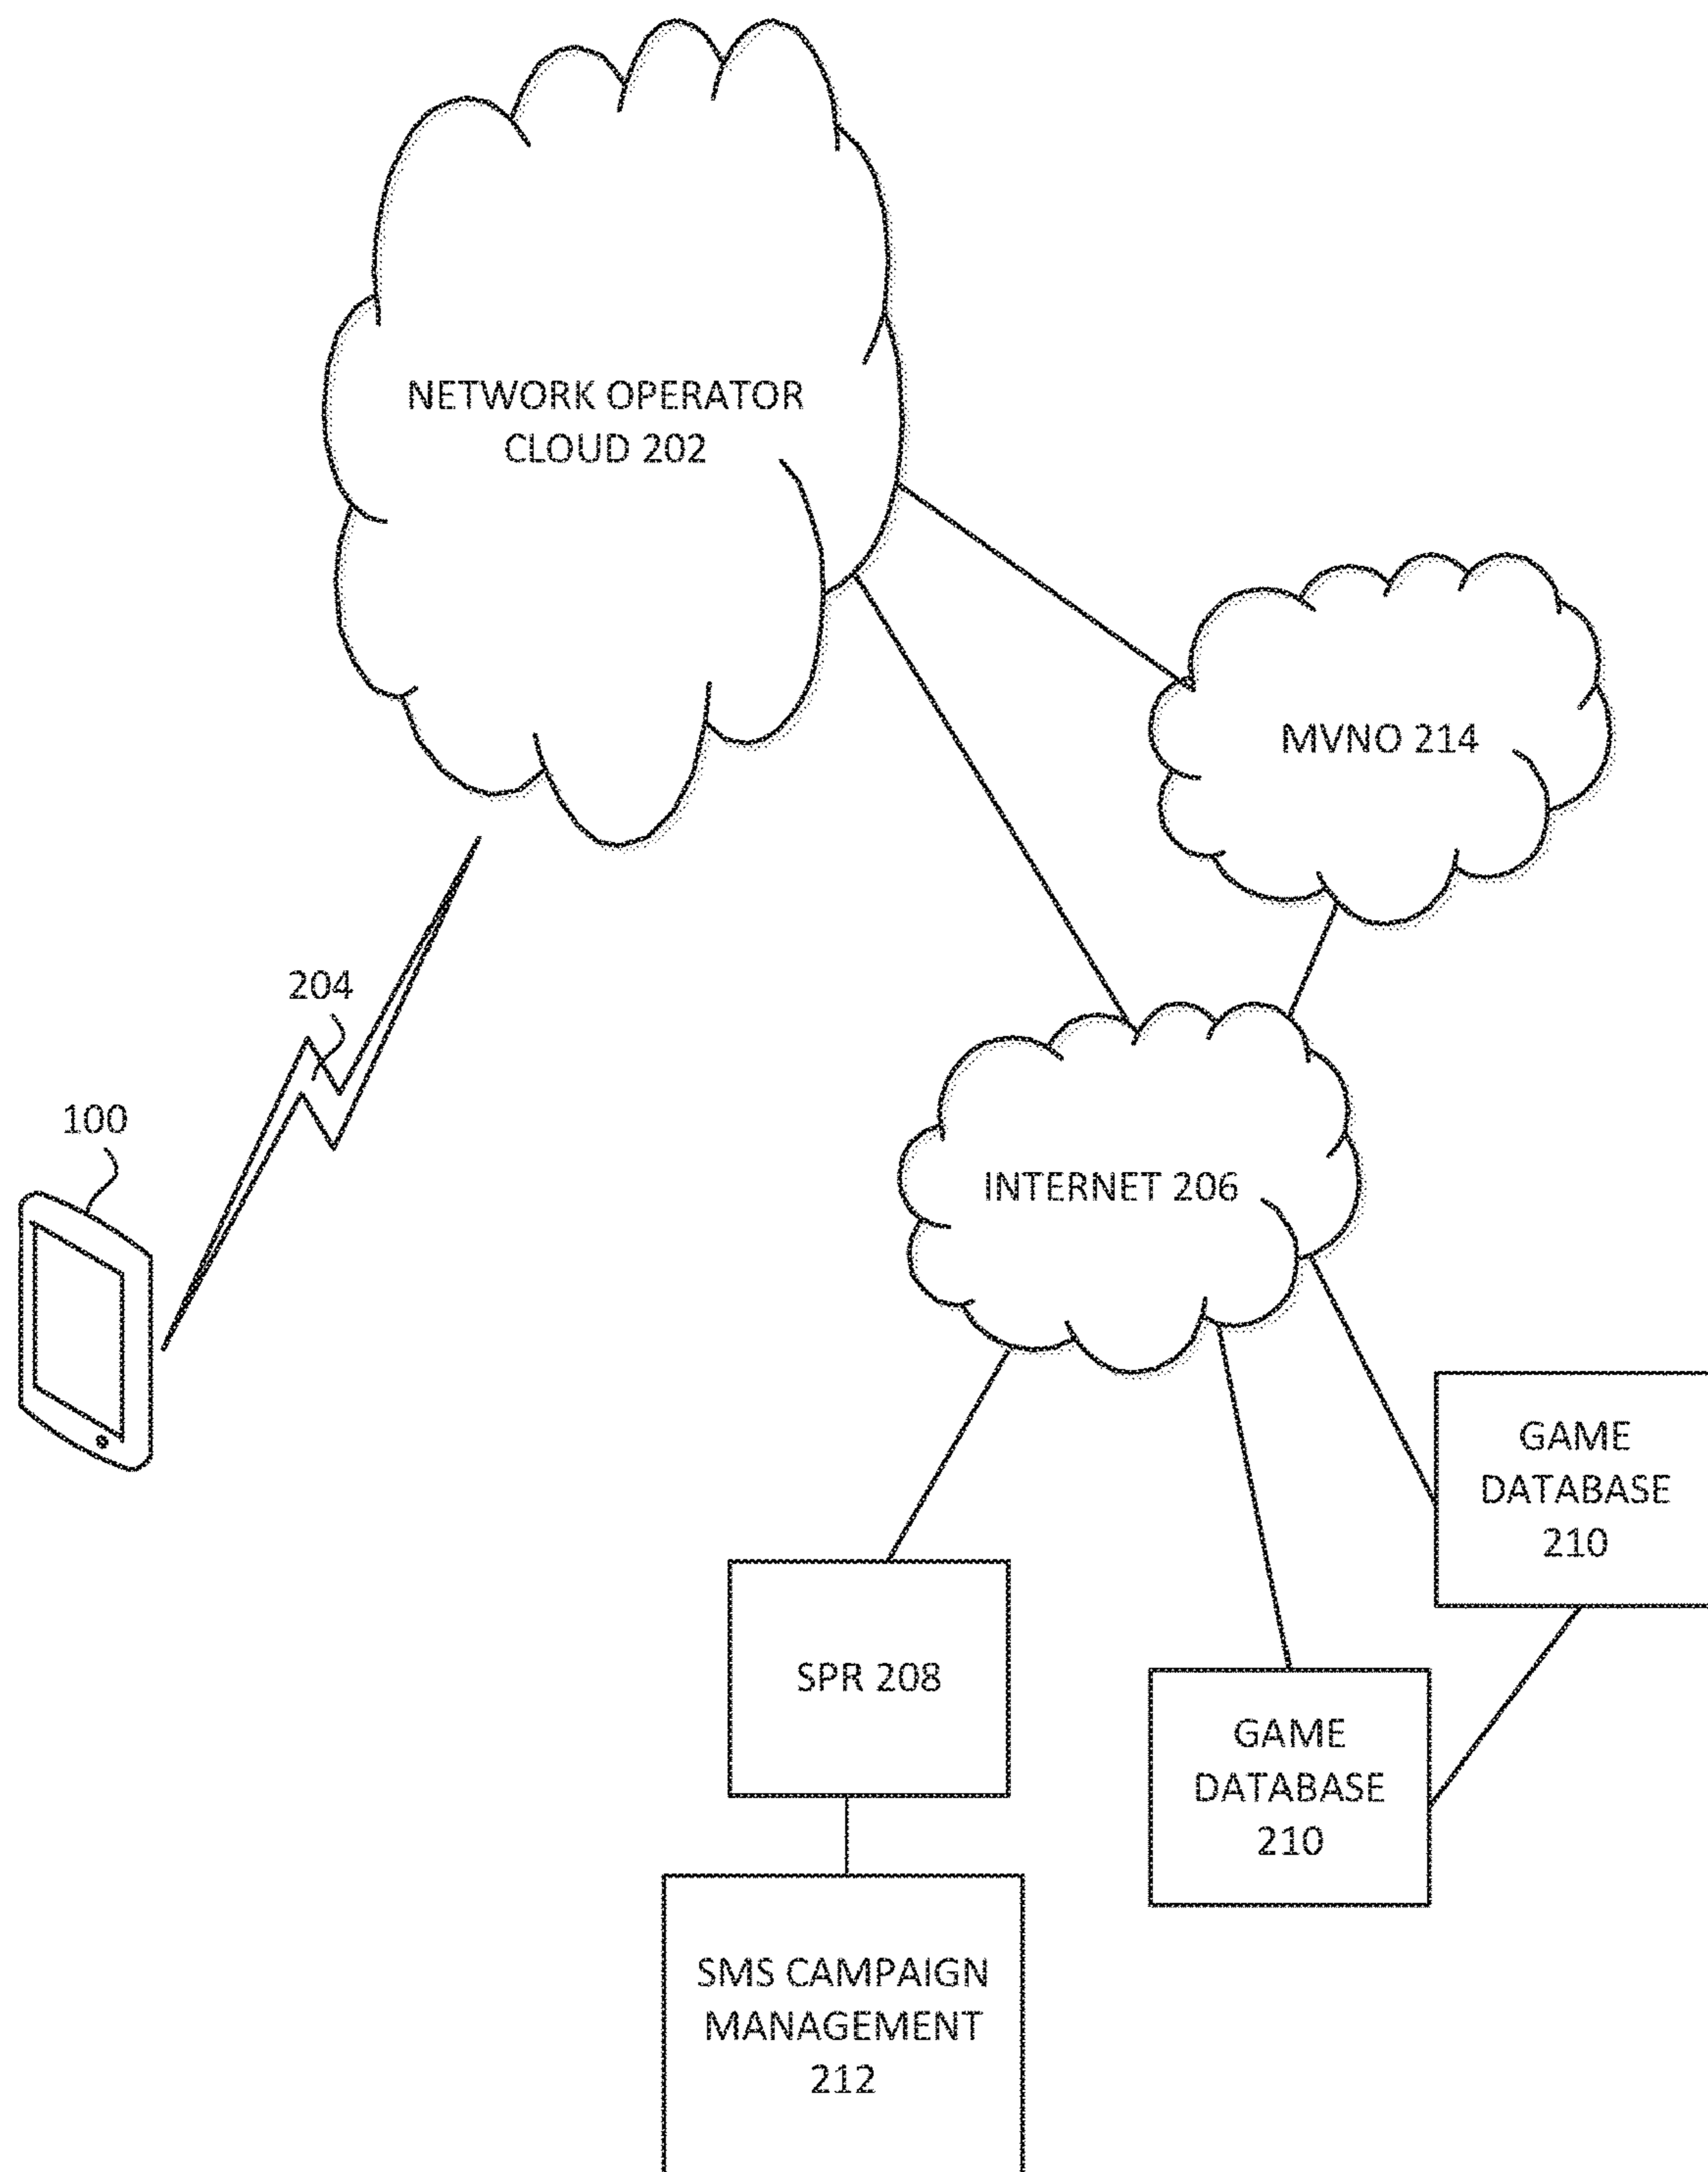 NETWORK OPERATOR
CLOUD 202
MVNO 214
204
100
INTERNET 206
GAME
DATABASE
210
SPR 208
GAME
DATABASE
210
SMS CAMPAIGN
MANAGEMENT
212